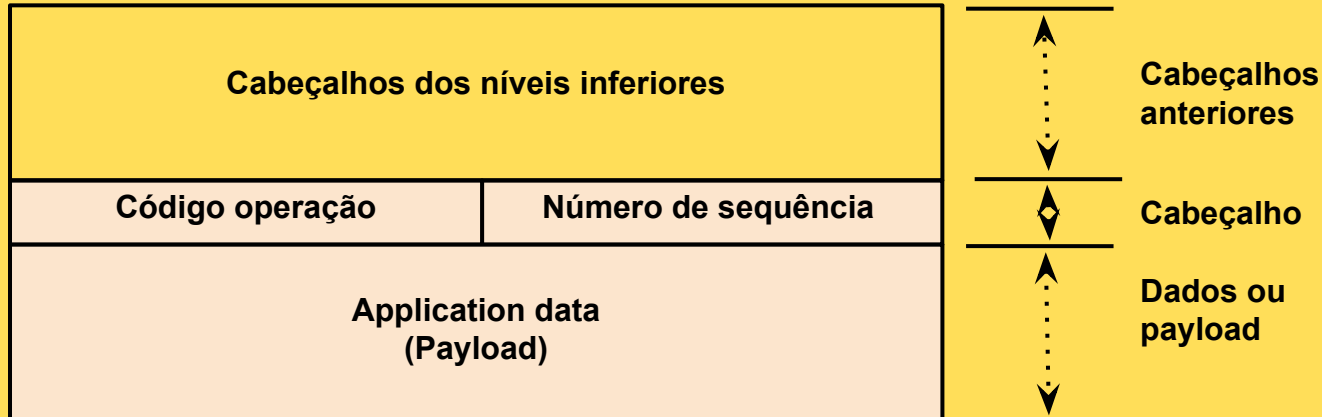 Cabeçalhos dos níveis inferiores
Cabeçalhos
anteriores
Código operação
Número de sequência
Cabeçalho
Application data
(Payload)
Dados ou
payload